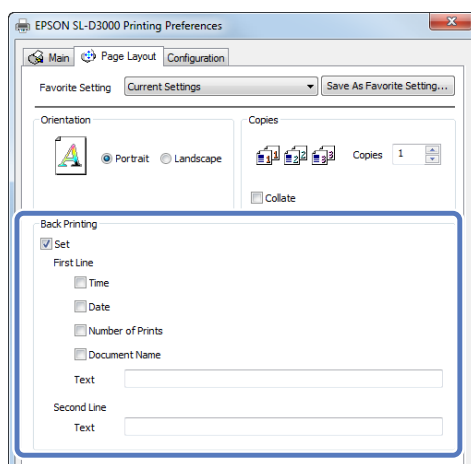 EPSON SL-D3000 Printing Preferences
Main Page Layout Configuration
Favorite Setting Current Settings Save As Favorite Setting...
Orientation
Portrait Landscape
Copies
Copies 1
Collate
Back Printing
Set
First Line
Time
Date
Number of Prints
Document Name
Text
Second Line
Text